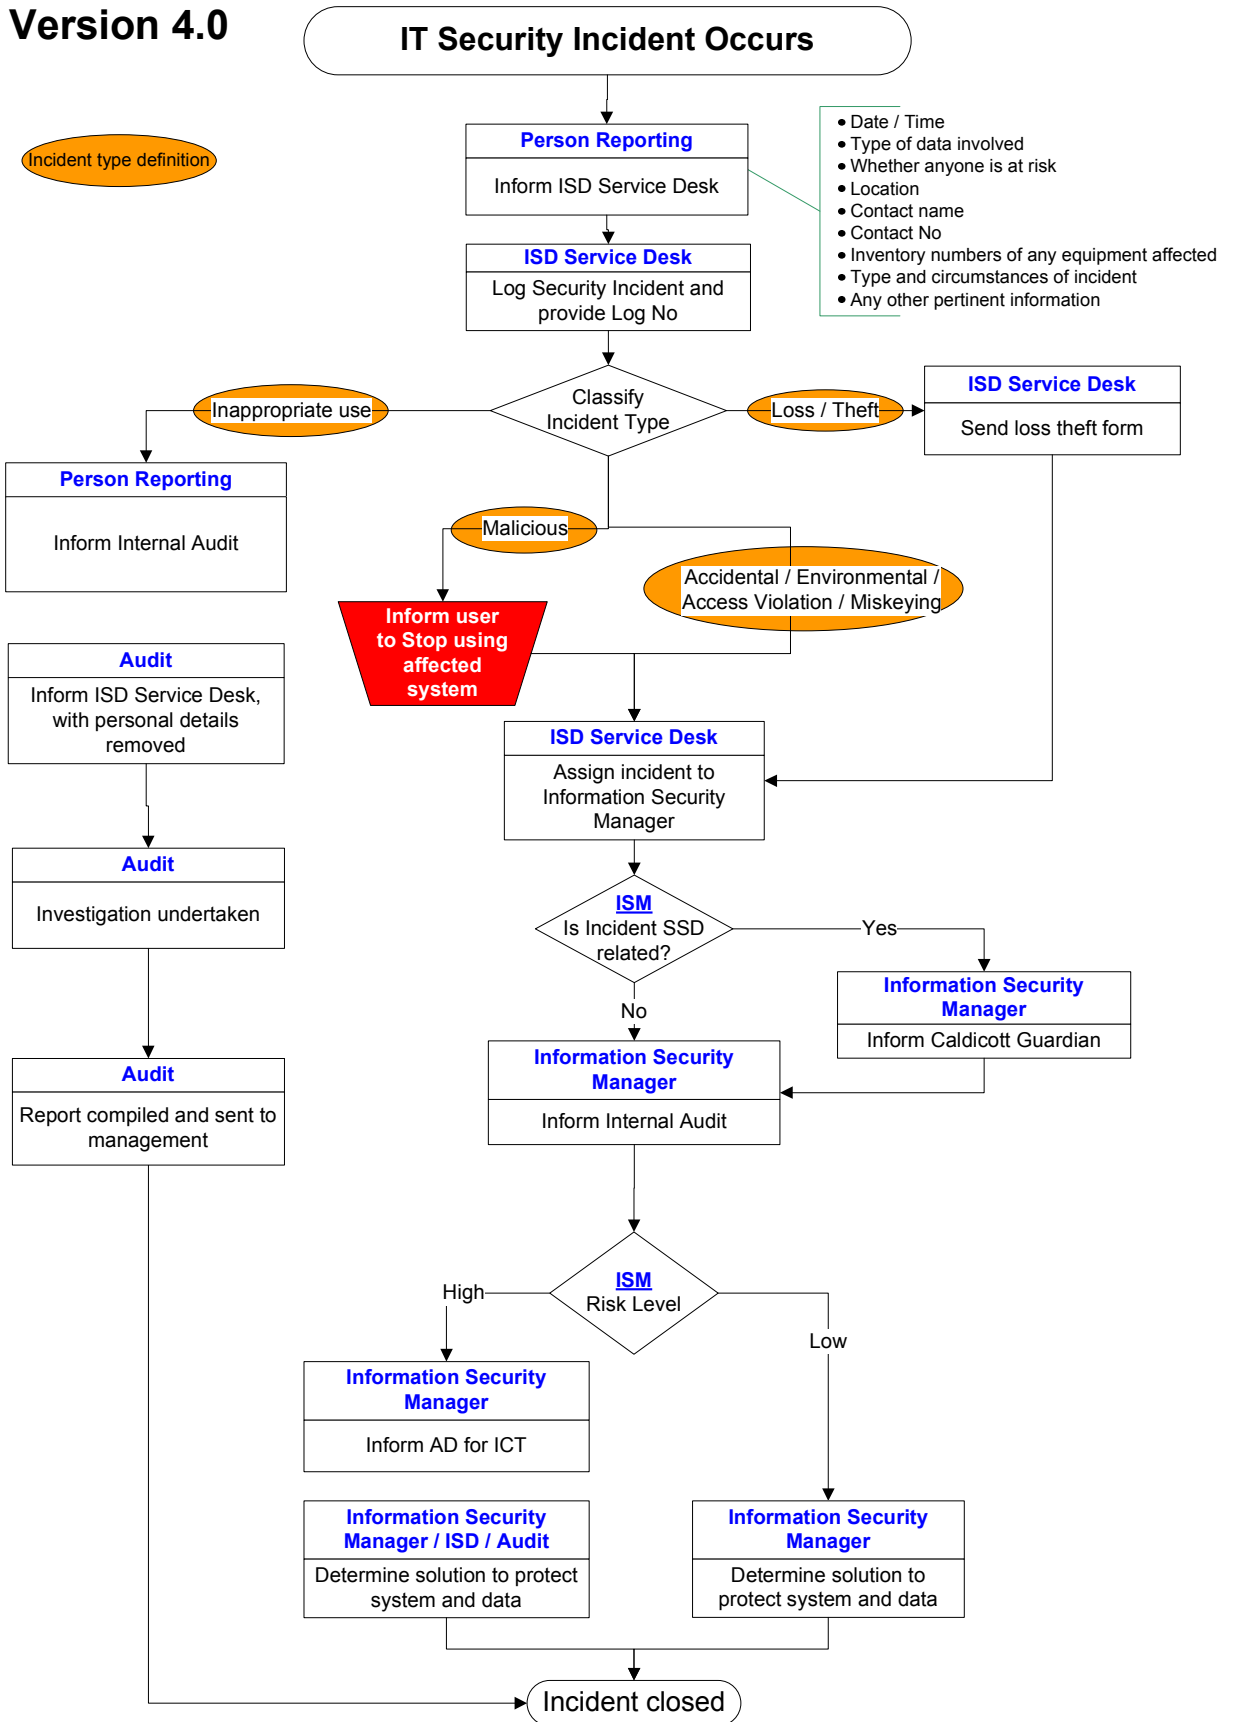 Version 4.0
IT Security Incident Occurs
Incident type definition
Person Reporting
Inform ISD Service Desk
• Date / Time
• Type of data involved
• Whether anyone is at risk
• Location
• Contact name
• Contact No
• Inventory numbers of any equipment affected
• Type and circumstances of incident
• Any other pertinent information
ISD Service Desk
Log Security Incident and
provide Log No
Classify
Incident Type
Inappropriate use
Loss / Theft
ISD Service Desk
Send loss theft form
Person Reporting
Inform Internal Audit
Malicious
Accidental / Environmental /
Access Violation / Miskeying
Inform user
to Stop using
affected
system
Audit
Inform ISD Service Desk,
with personal details
removed
ISD Service Desk
Assign incident to
Information Security
Manager
Audit
Investigation undertaken
ISM
Is Incident SSD
related?
Yes
No
Information Security
Manager
Inform Caldicott Guardian
Information Security
Manager
Inform Internal Audit
Audit
Report compiled and sent to
management
ISM
Risk Level
High
Low
Information Security
Manager
Inform AD for ICT
Information Security
Manager / ISD / Audit
Determine solution to protect
system and data
Information Security
Manager
Determine solution to
protect system and data
Incident closed